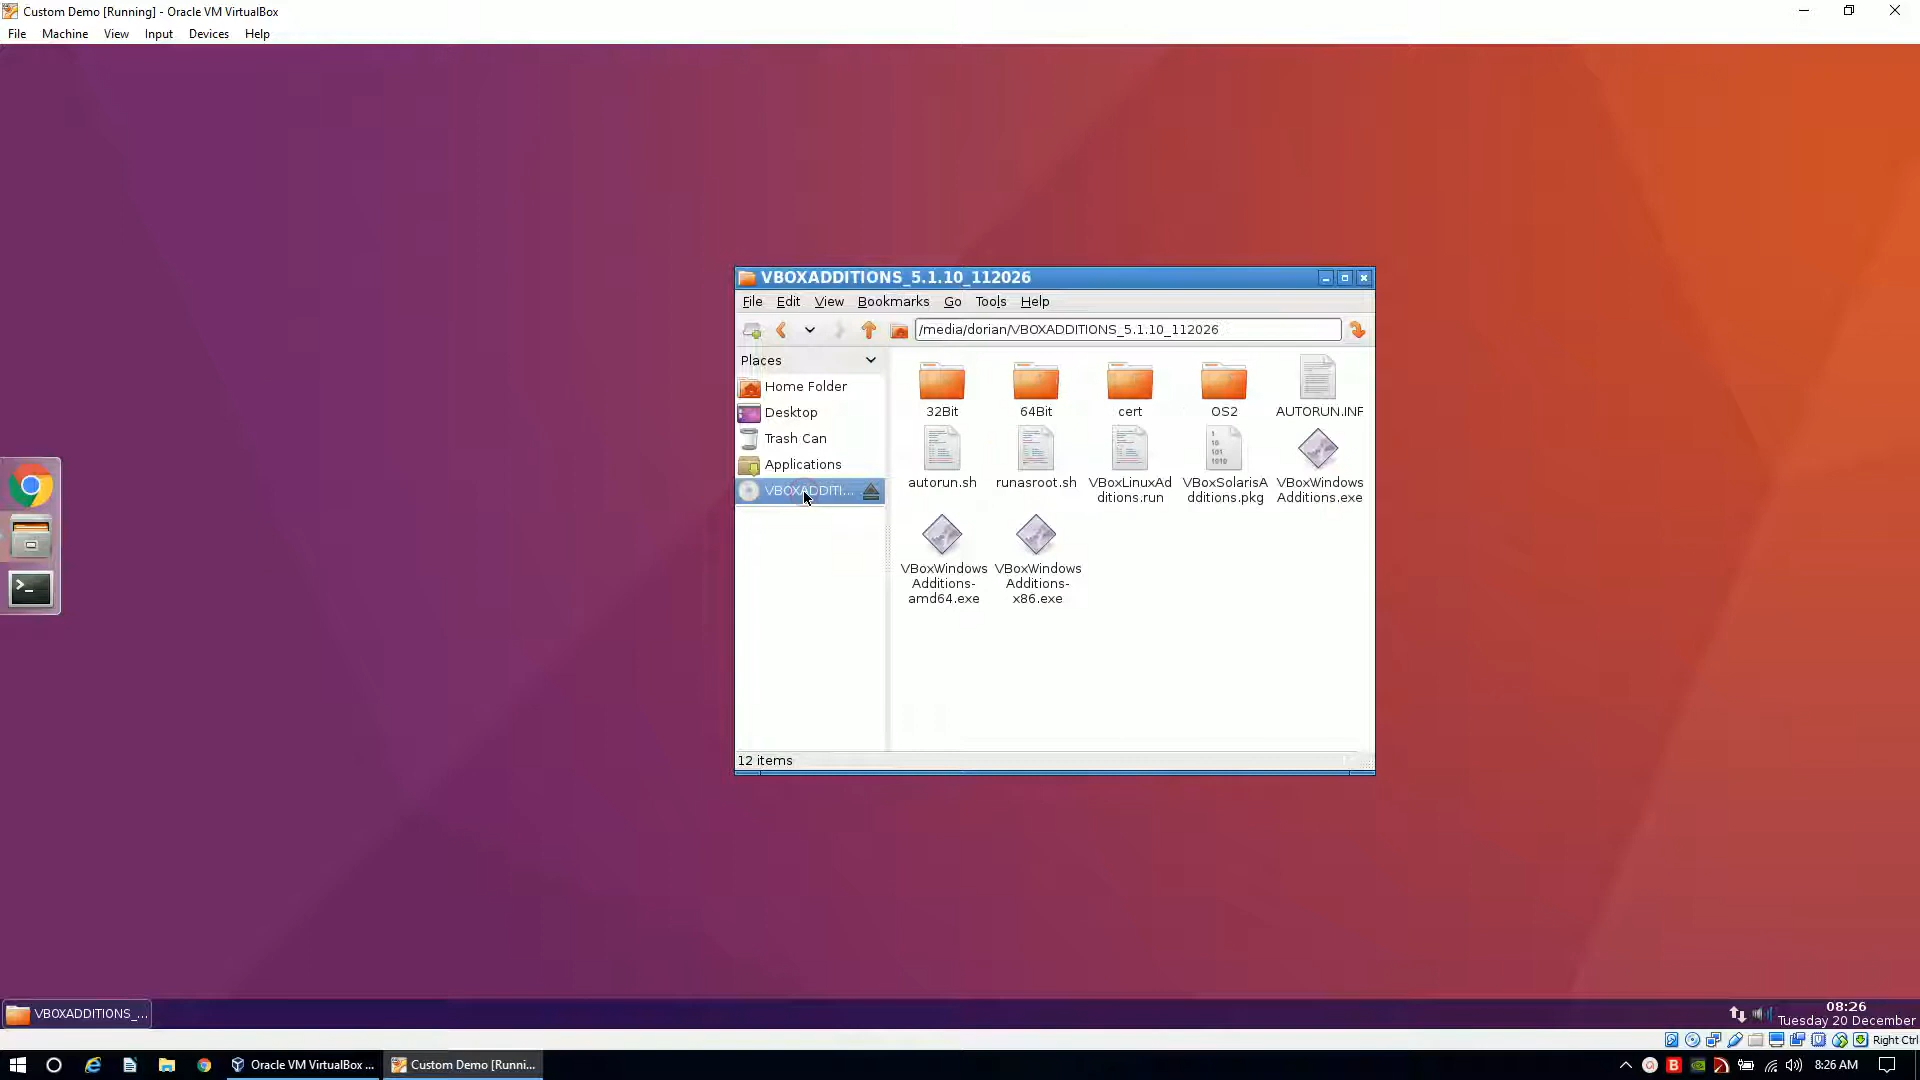 Custom Demo [Running] - Oracle VM VirtualBox
File Machine View Input Devices Help
VBOXADDITIONS_5.1.10_112026
File Edit View Bookmarks Go Tools Help
/media/dorian/VBOXADDITIONS_5.1.10_112026
Places
Home Folder
Desktop
Trash Can
Applications
VBOXADDITI...
32Bit 64Bit cert OS2 AUTORUN.INF
autorun.sh runasroot.sh VBoxLinuxAd VBoxSolarisA VBoxWindows
ditions.run dditions.pkg Additions.exe
VBoxWindows VBoxWindows
Additions- Additions-
amd64.exe x86.exe
12 items
VBOXADDITIONS_...
08:26
Tuesday 20 December
Right Ctrl
Oracle VM VirtualBox ...
Custom Demo [Runni...
8:26 AM